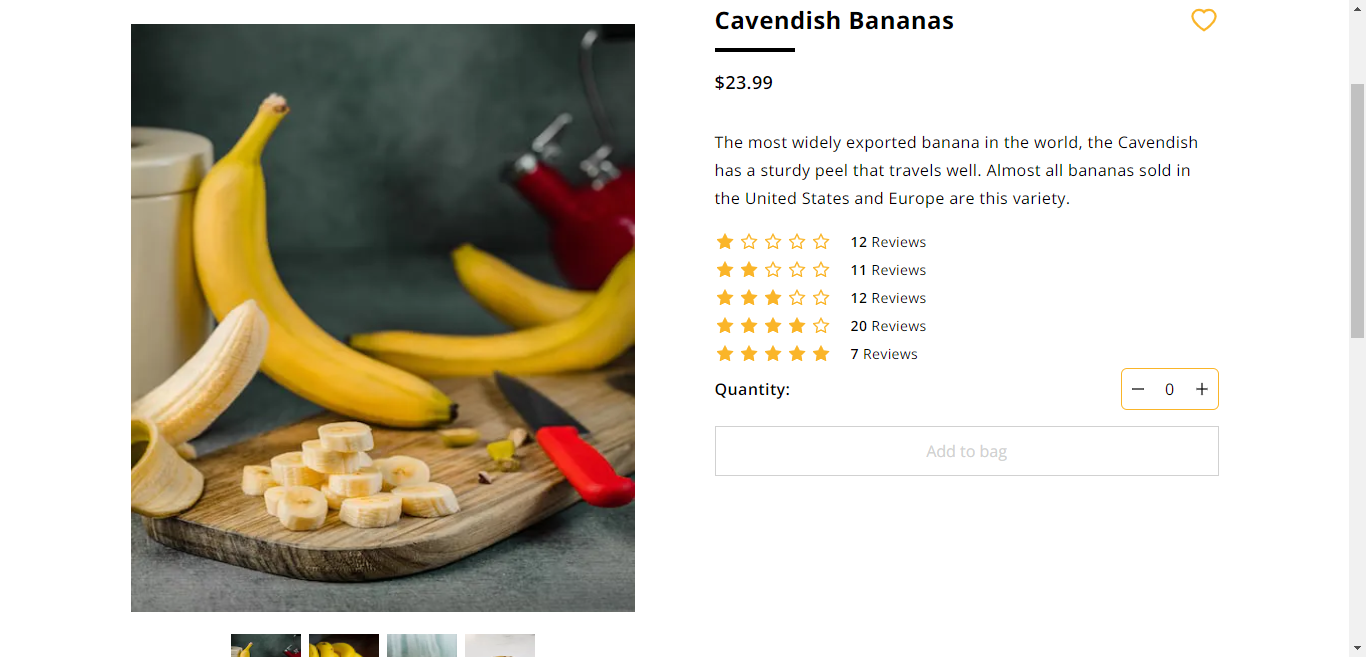 Cavendish Bananas
$23.99
The most widely exported banana in the world, the Cavendish
has a sturdy peel that travels well. Almost all bananas sold in
the United States and Europe are this variety.
12 Reviews
11 Reviews
12 Reviews
20 Reviews
7 Reviews
Quantity:
0
Add to bag